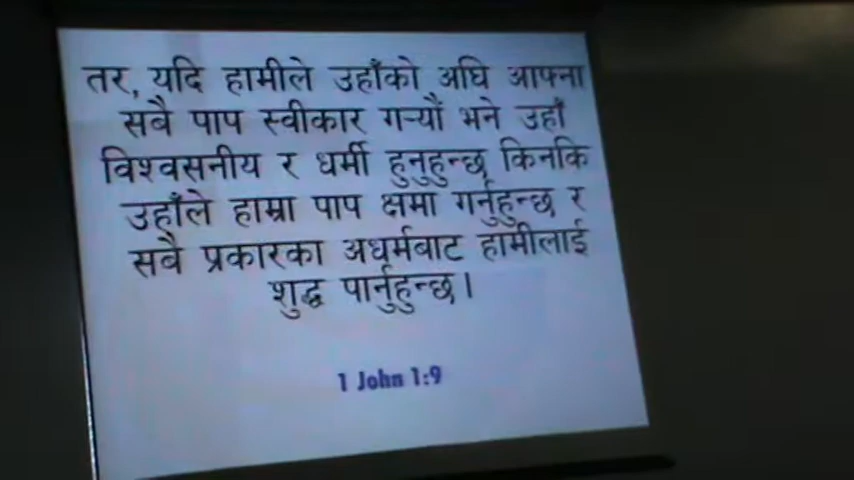 तर, यदि हामीले उहाँको अघि आफ्ना
सबै पाप स्वीकार गर्‍यौं भने उहाँ
विश्वसनीय र धर्मी हुनुहुन्छ किनकि
उहाँले हाम्रा पाप क्षमा गर्नुहुन्छ र
सबै प्रकारका अधर्मबाट हामीलाई
शुद्ध पार्नुहुन्छ।
1 John 1:9